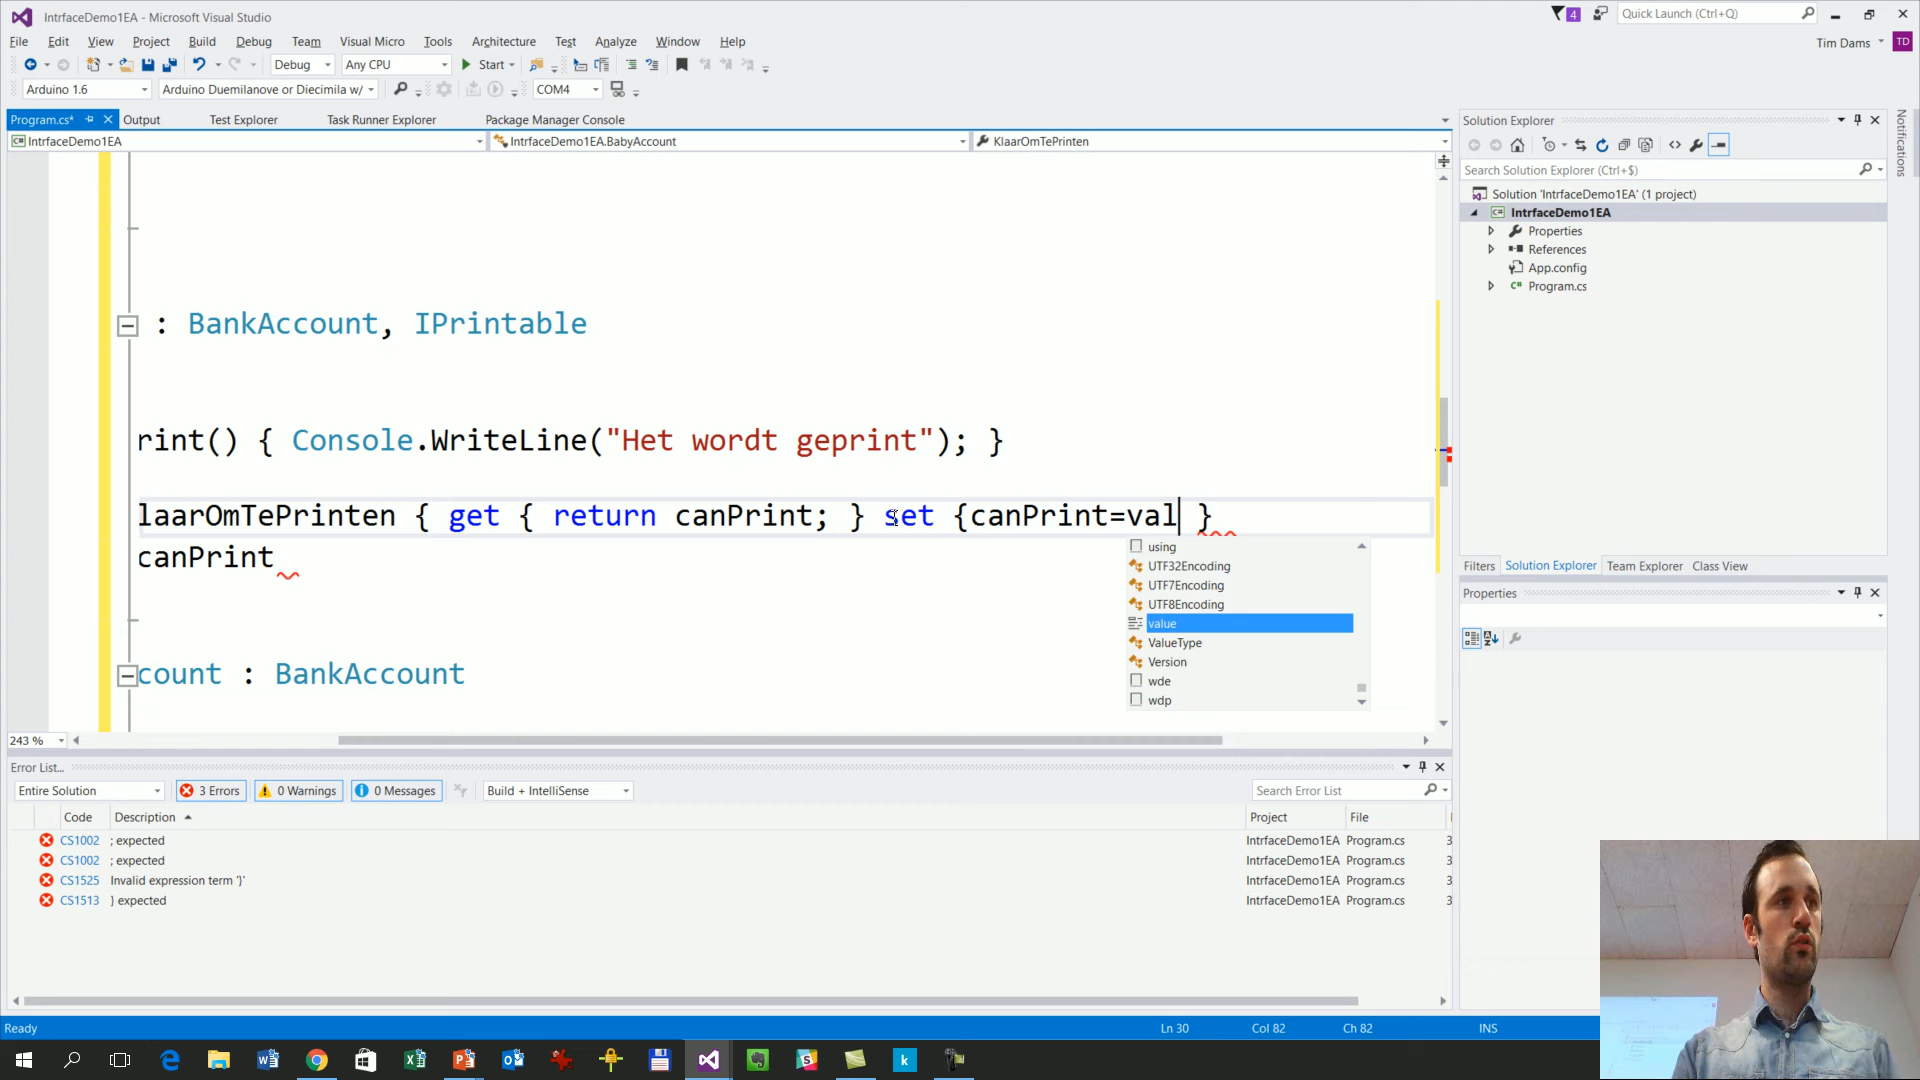 IntrfaceDemo1EA - Microsoft Visual Studio
4
Quick Launch (Ctrl+Q)
File Edit View Project Build Debug Team Visual Micro Tools Architecture Test Analyze Window Help
Tim Dams TD
Debug Any CPU Start
Arduino 1.6 Arduino Duemilanove or Diecimila w/ COM4
Program.cs* Output Test Explorer Task Runner Explorer Package Manager Console
IntrfaceDemo1EA IntrfaceDemo1EA.BabyAccount KlaarOmTePrinten
: BankAccount, IPrintable
rint() { Console.WriteLine("Het wordt geprint"); }
laarOmTePrinten { get { return canPrint; } set {canPrint=val }
canPrint
count : BankAccount
using
UTF32Encoding
UTF7Encoding
UTF8Encoding
value
ValueType
Version
wde
wdp
243 %
Solution Explorer
Search Solution Explorer (Ctrl+$)
Solution 'IntrfaceDemo1EA' (1 project)
IntrfaceDemo1EA
Properties
References
App.config
Program.cs
Filters Solution Explorer Team Explorer Class View
Properties
Notifications
Error List...
Entire Solution 3 Errors 0 Warnings 0 Messages Build + IntelliSense Search Error List
Code Description Project File
CS1002 ; expected IntrfaceDemo1EA Program.cs 3
CS1002 ; expected IntrfaceDemo1EA Program.cs 3
CS1525 Invalid expression term '}' IntrfaceDemo1EA Program.cs 3
CS1513 } expected IntrfaceDemo1EA Program.cs 3
Ready Ln 30 Col 82 Ch 82 INS